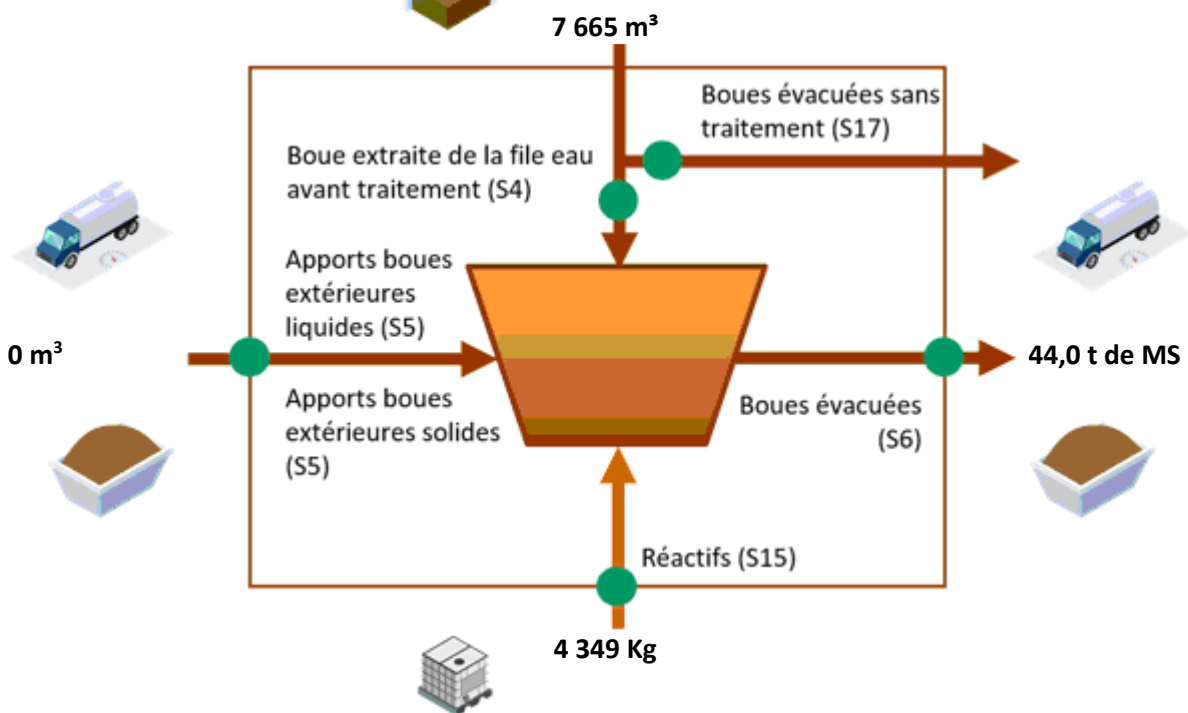 7 665 m³
Boues évacuées sans
traitement (S17)
Boue extraite de la file eau
avant traitement (S4)
Apports boues
extérieures
liquides (S5)
0 m³
44,0 t de MS
Apports boues
extérieures solides
(S5)
Boues évacuées
(S6)
Réactifs (S15)
4 349 Kg